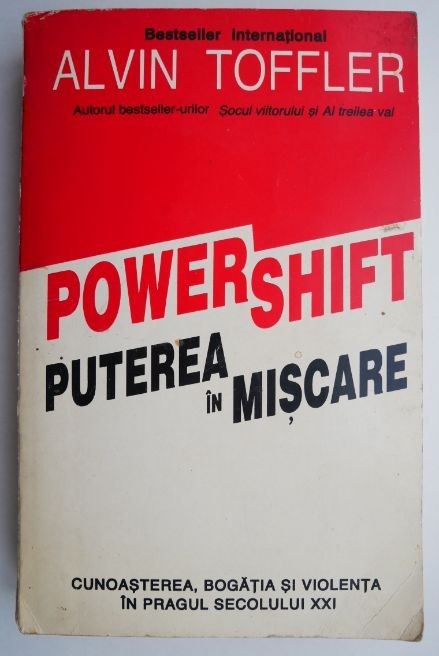 Bestseller internațional
ALVIN TOFFLER
Autorul bestseller-urilor Șocul viitorului și Al treilea val
POWERSHIFT
PUTEREA
ÎN MIȘCARE
CUNOAȘTEREA, BOGĂȚIA ȘI VIOLENȚA
ÎN PRAGUL SECOLULUI XXI